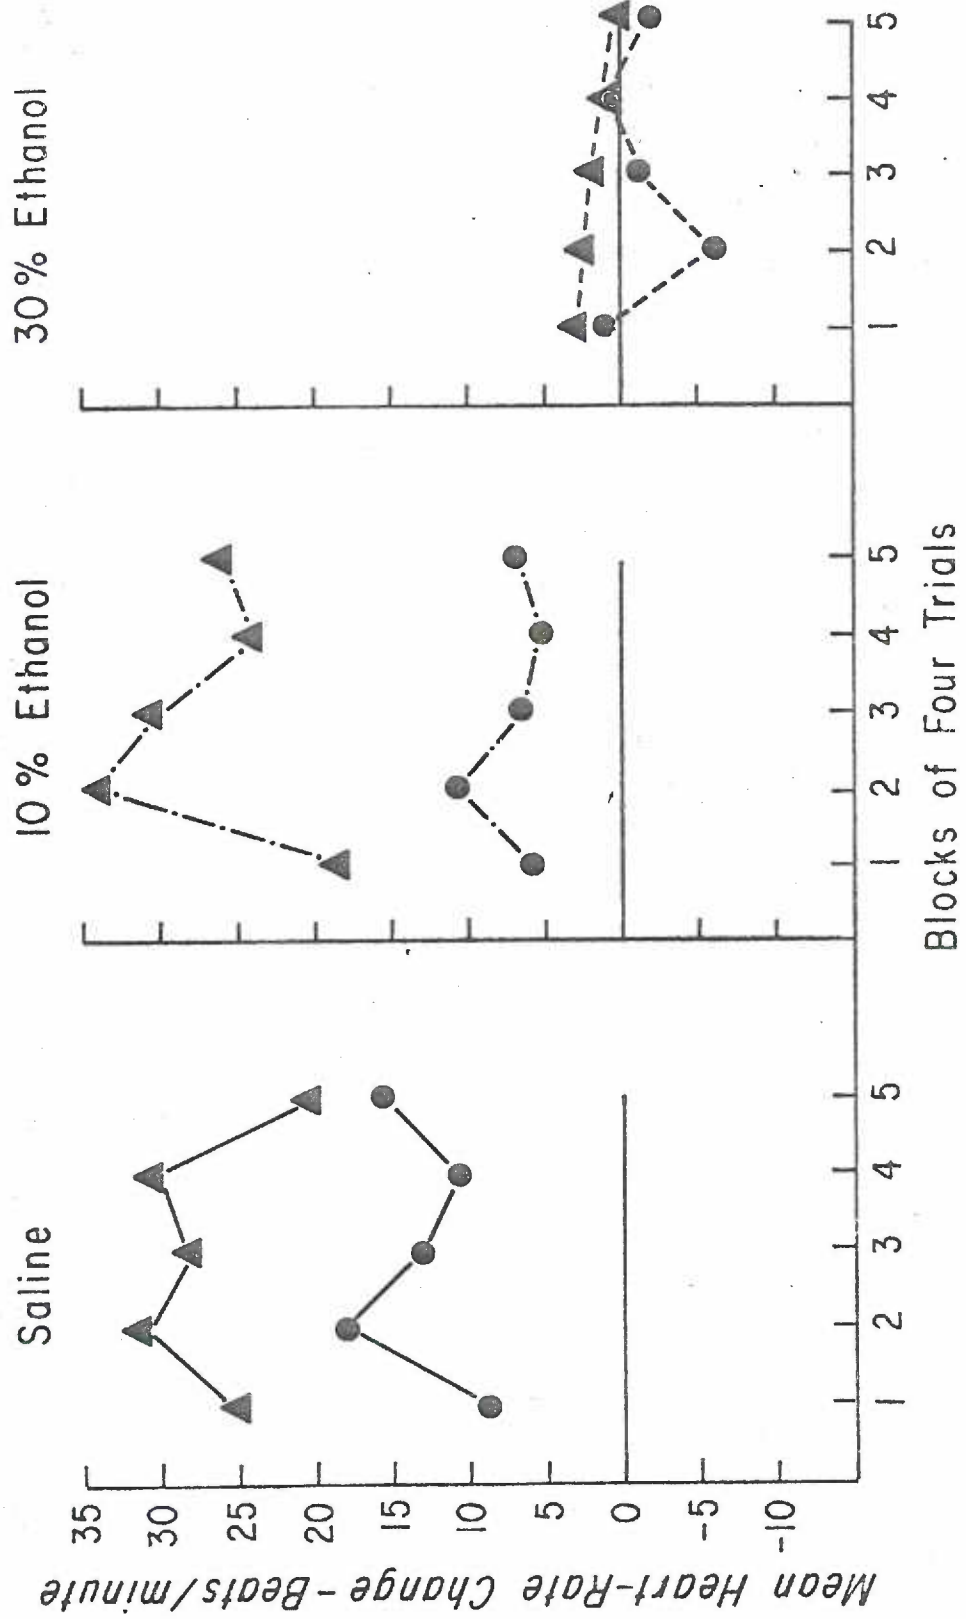 Saline
10% Ethanol
30% Ethanol
Mean Heart-Rate Change-Beats/minute
35
30
25
20
15
10
5
0
-5
-10
1 2 3 4 5
1 2 3 4 5
1 2 3 4 5
Blocks of Four Trials